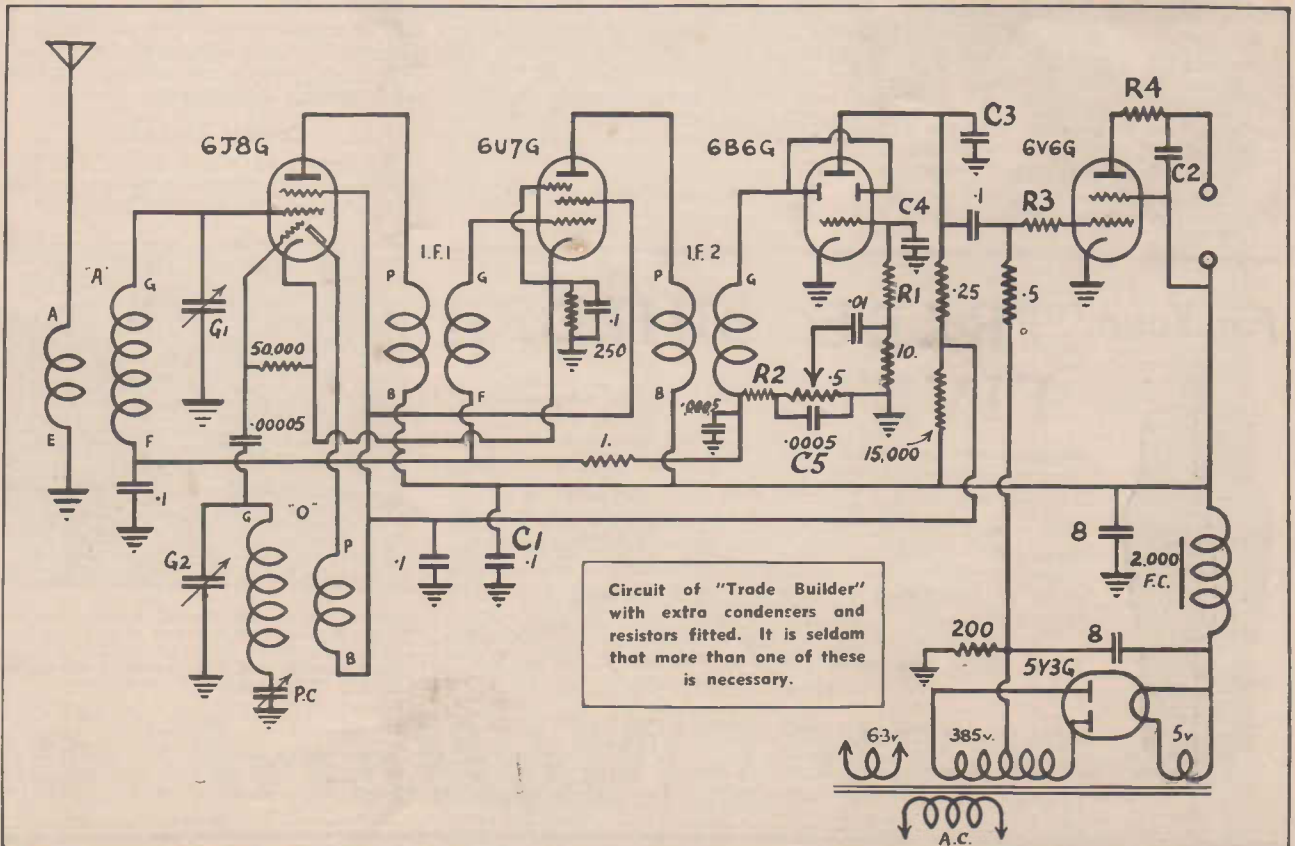 6J8G
6U7G
6B6G
C3
6V6G
R4
C2
"A"
G
A
E
F
G1
50,000
.00005
.1
I.F.1
P
G
B
F
.1
250
I.F.2
P
G
B
.0005
1.
C4
R1
.01
10.
R2
.5
.0005
C5
.25
15,000
.1
R3
.5
G2
G
"O"
P
B
P.C
.1
C1
.1
Circuit of "Trade Builder"
with extra condensers and
resistors fitted. It is seldam
that more than one of these
is necessary.
8
2,000
F.C.
200
8
5Y3G
6·3v
385v.
5v
A.C.